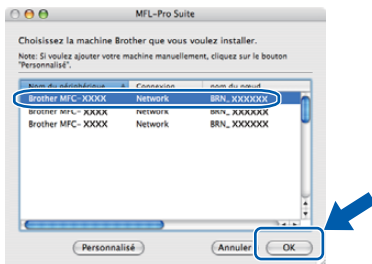 MFL-Pro Suite
Choisissez la machine Brother que vous voulez installer.
Note: Si voulez ajouter votre machine manuellement, cliquez sur le bouton
"Personnalisé".
Nom du périphérique Connexion nom du nœud
Brother MFC-XXXX Network BRN_XXXXXX
Brother MFC-XXXX Network BRN_XXXXXX
Brother MFC-XXXX Network BRN_XXXXXX
Personnalisé Annuler OK